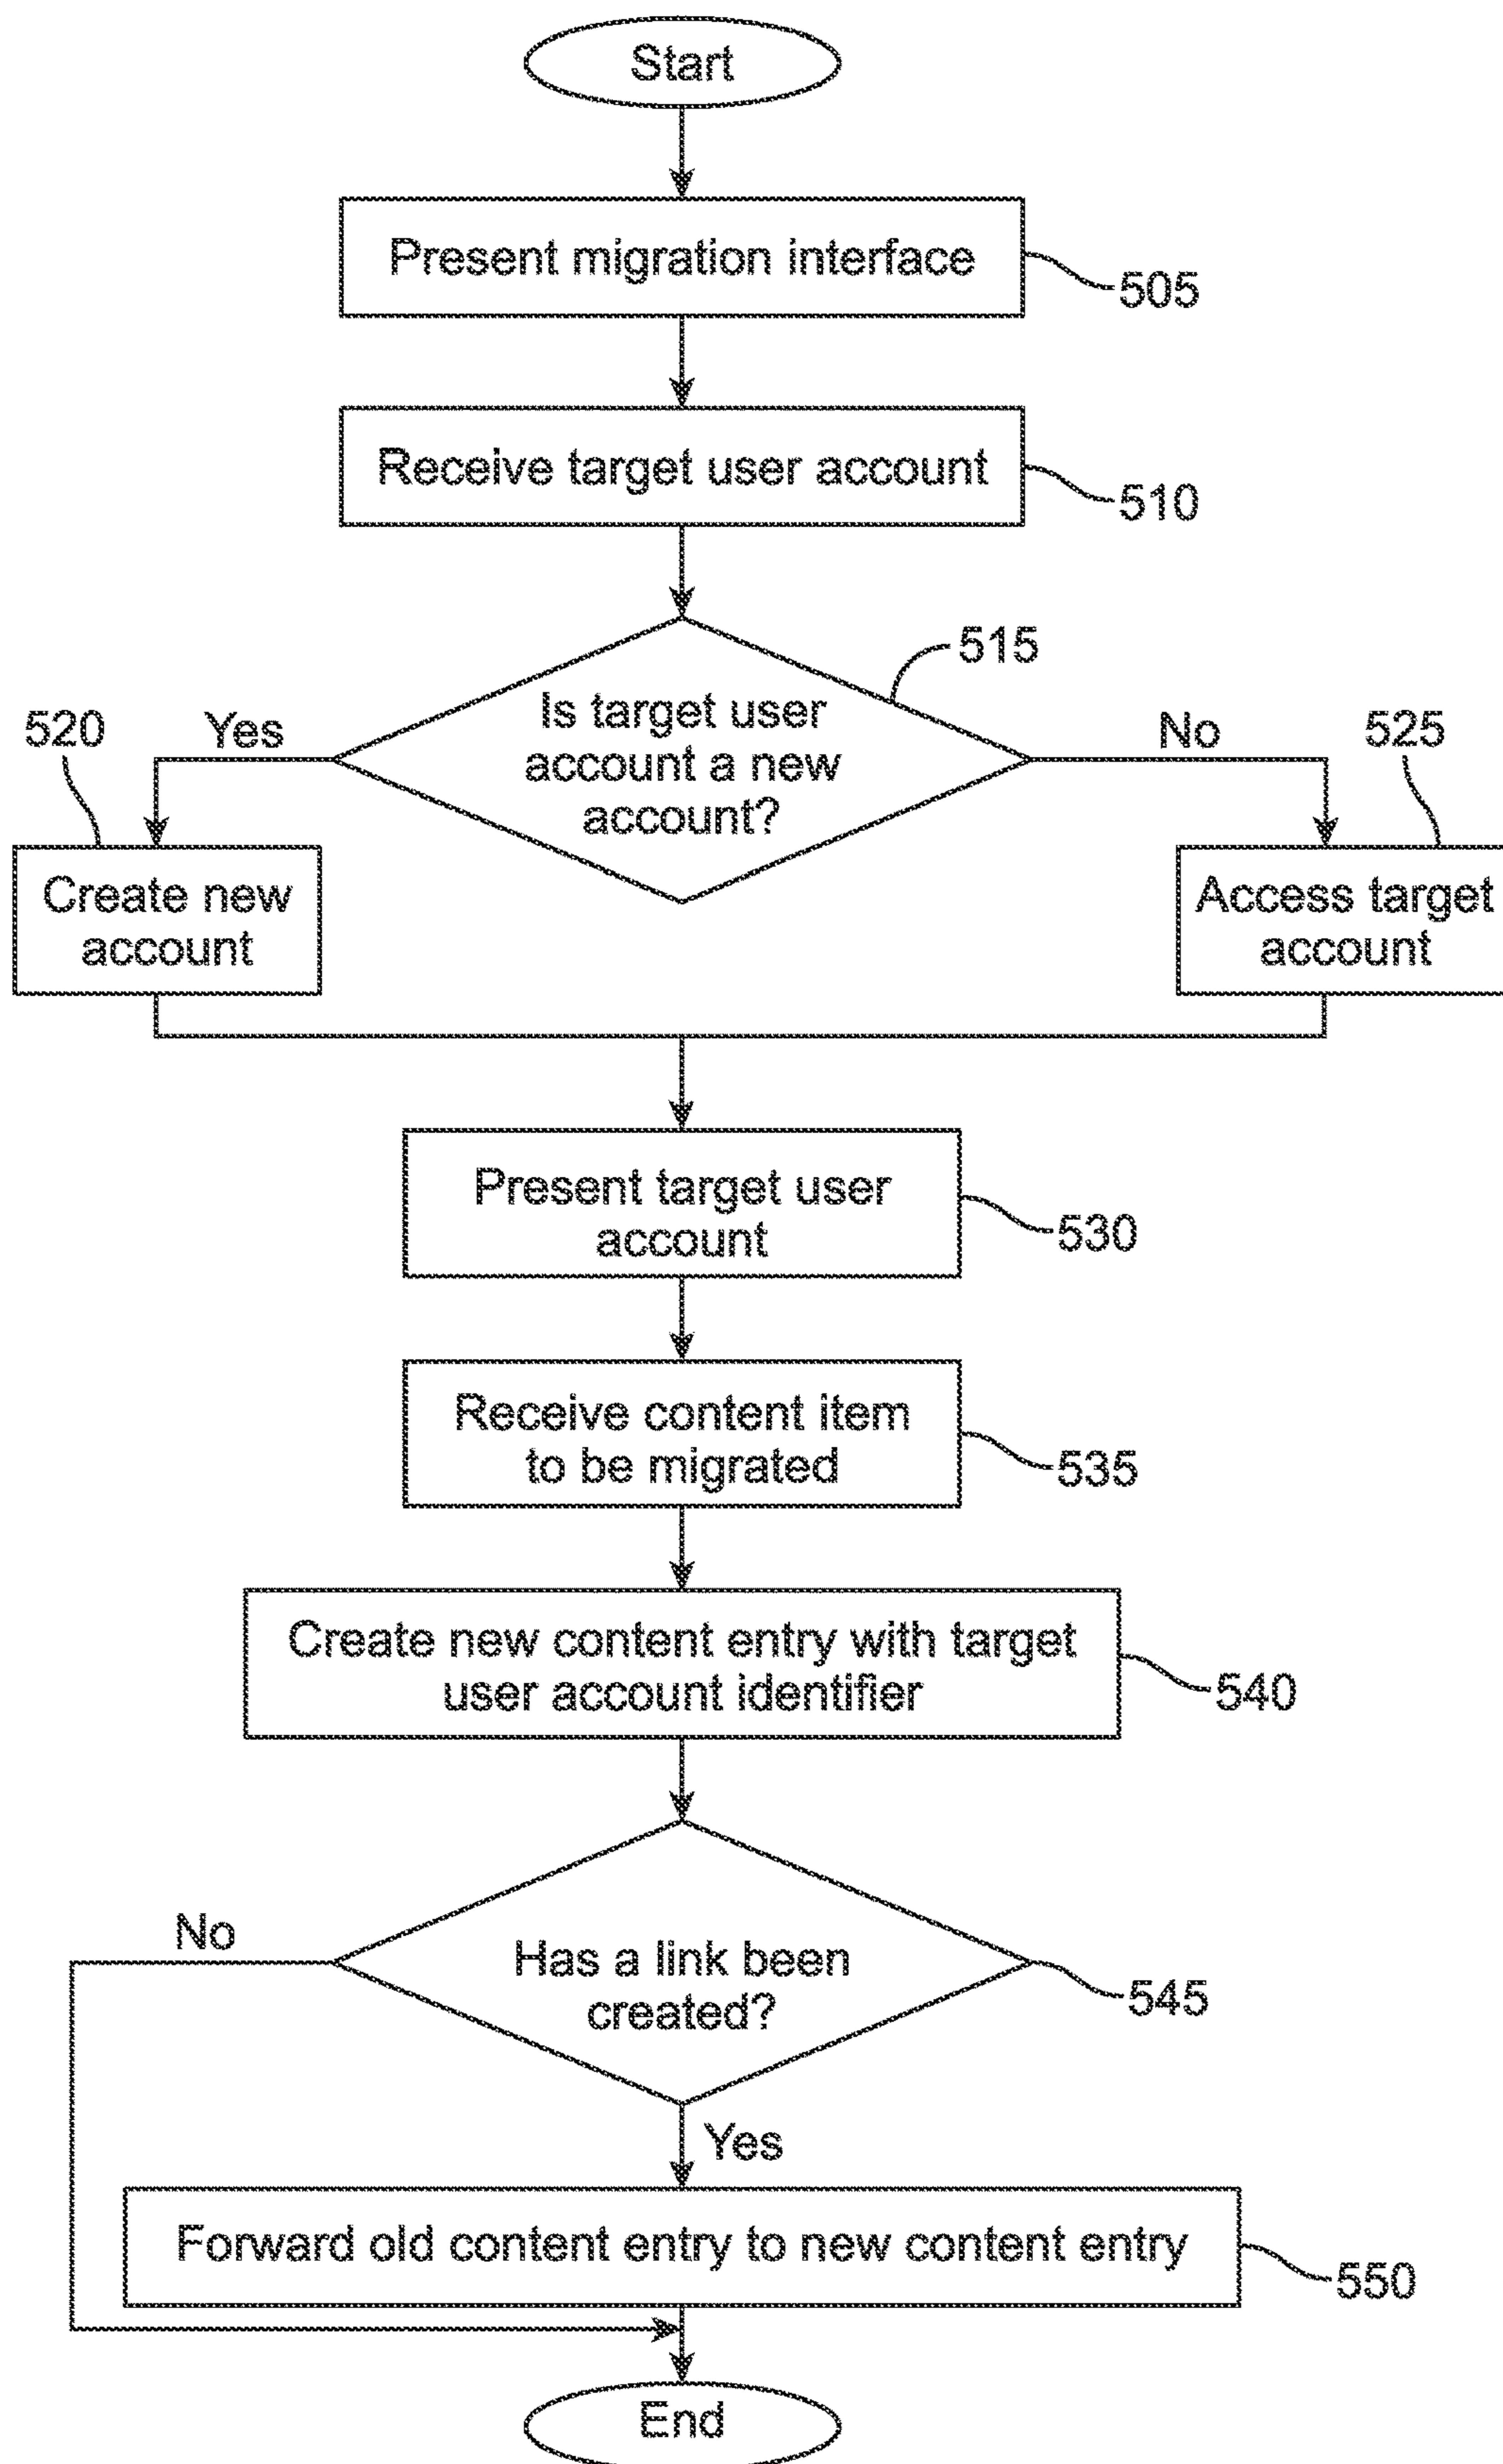 Start
Present migration interface
505
Receive target user account
510
515
Is target user
account a new
account?
Yes
No
520
525
Create new
account
Access target
account
Present target user
account
530
Receive content item
to be migrated
535
Create new content entry with target
user account identifier
540
No
Has a link been
created?
545
Yes
Forward old content entry to new content entry
550
End